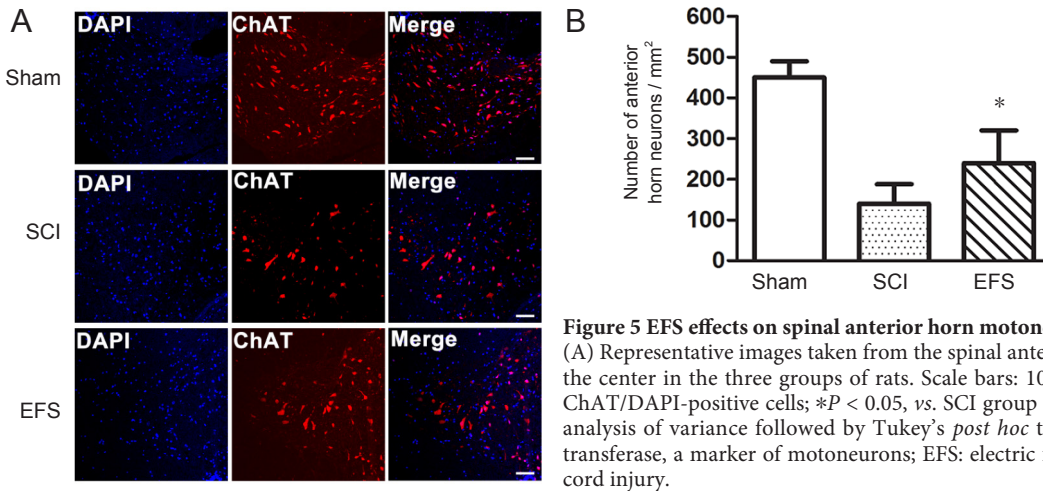 A
DAPI ChAT Merge
Sham
DAPI ChAT Merge
SCI
DAPI ChAT Merge
EFS
B
Number of anterior
horn neurons / mm²
600
500
400
300
200
100
0
*
Sham SCI EFS
Figure 5 EFS effects on spinal anterior horn
(A) Representative images taken from the spinal
the center in the three groups of rats. Scale bars:
ChAT/DAPI-positive cells; *P < 0.05, vs. SCI group
analysis of variance followed by Tukey's post hoc
transferase, a marker of motoneurons; EFS: electric
cord injury.